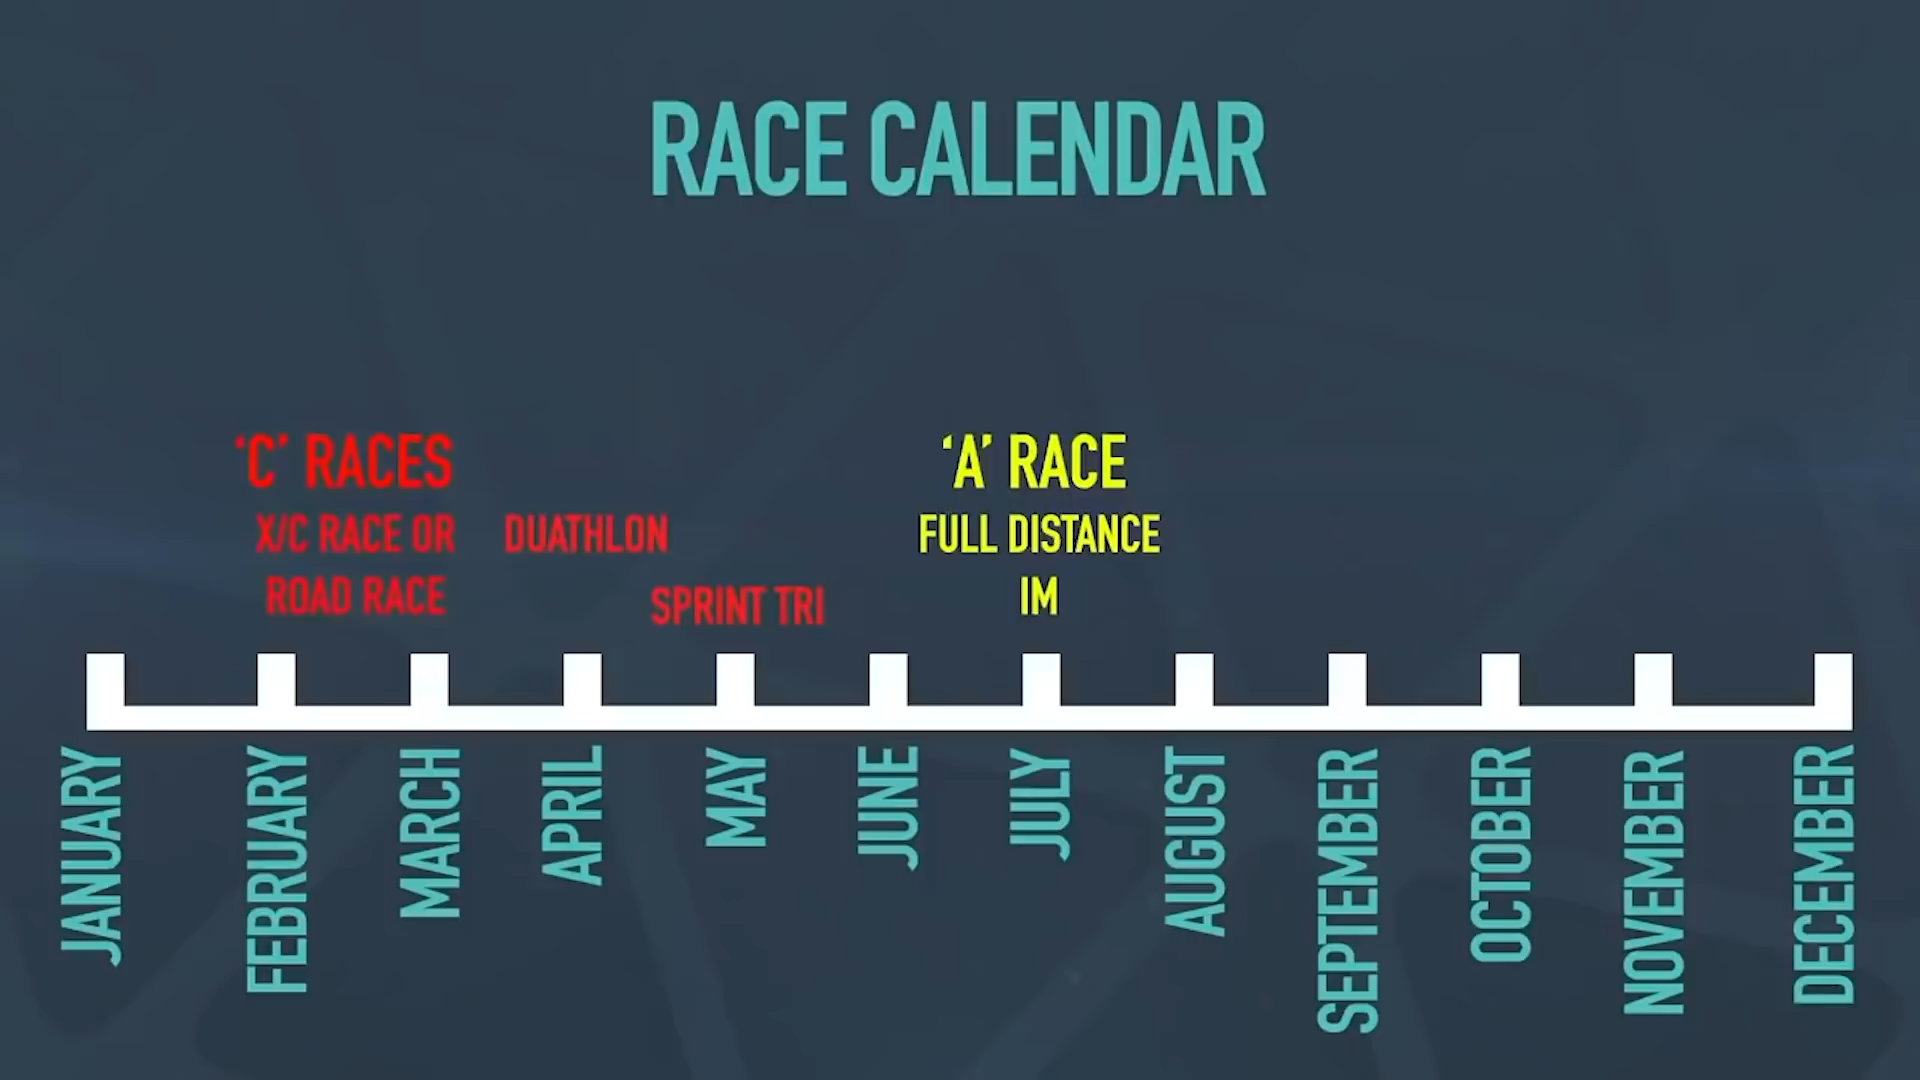 RACE CALENDAR
‘C’ RACES
X/C RACE OR
ROAD RACE
DUATHLON
SPRINT TRI
‘A’ RACE
FULL DISTANCE
IM
JANUARY
FEBRUARY
MARCH
APRIL
MAY
JUNE
JULY
AUGUST
SEPTEMBER
OCTOBER
NOVEMBER
DECEMBER